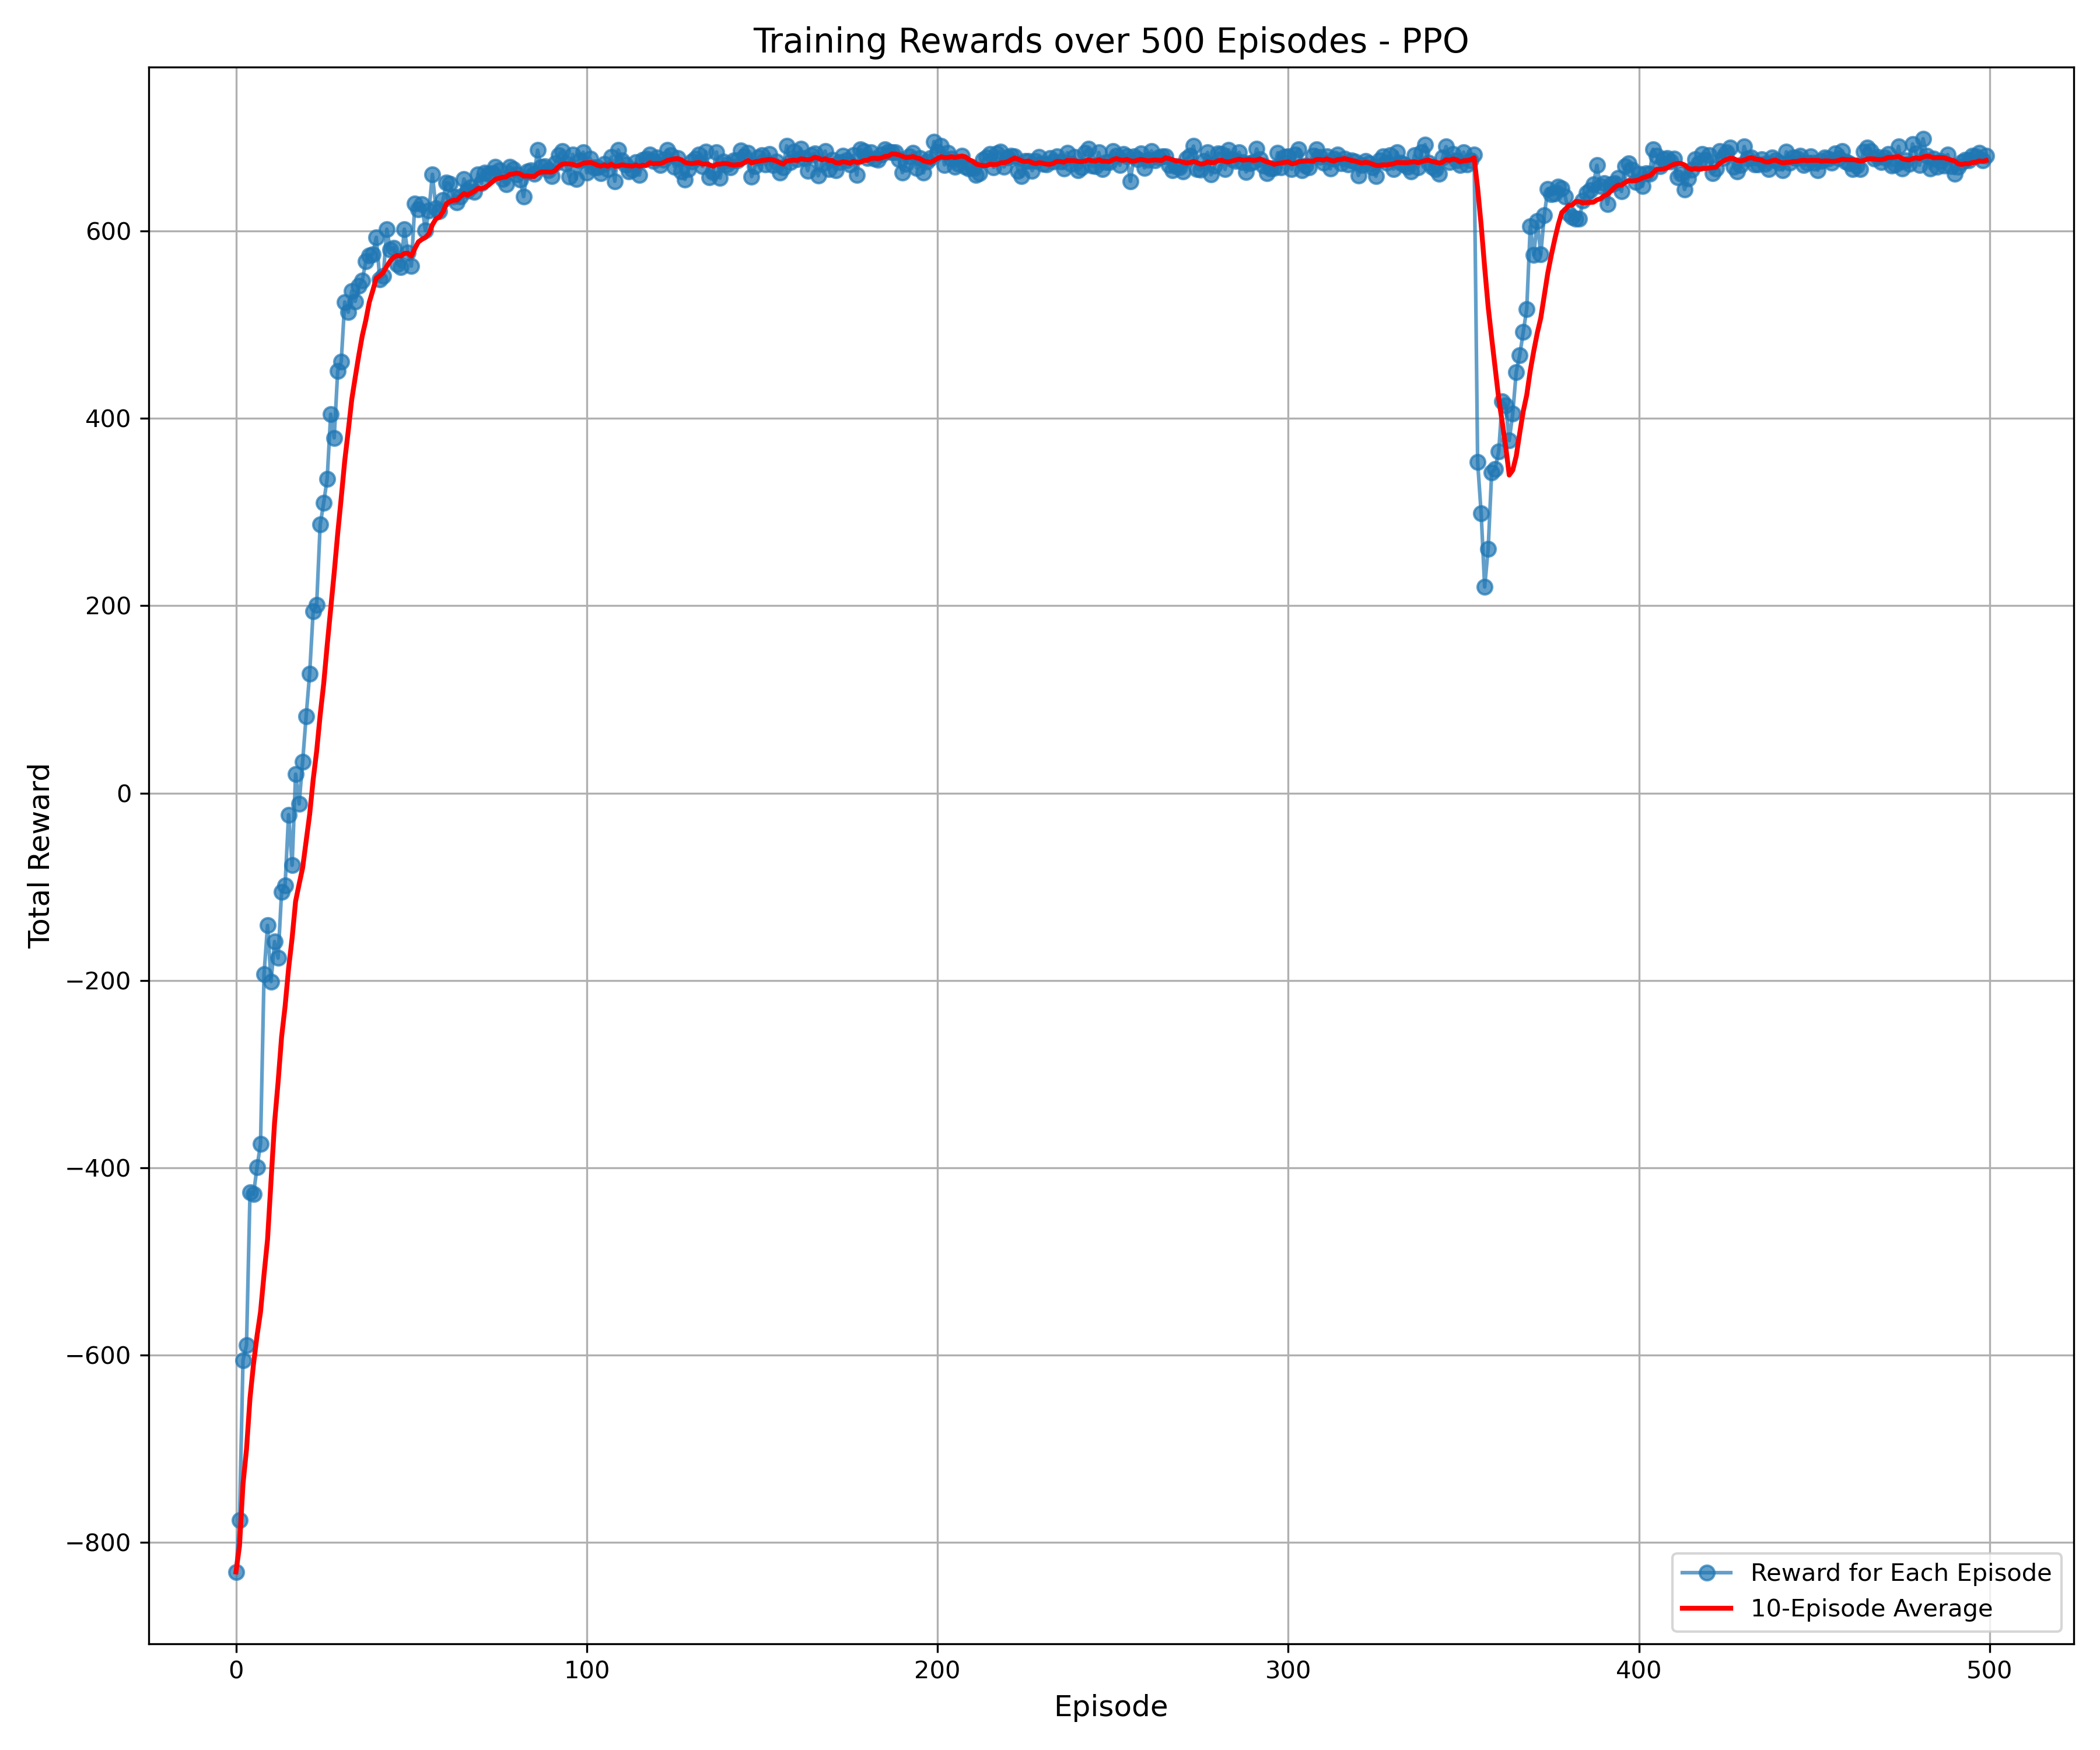 Training Rewards over 500 Episodes - PPO
Total Reward
600
400
200
0
−200
−400
−600
−800
0 100 200 300 400 500
Episode
Reward for Each Episode
10-Episode Average